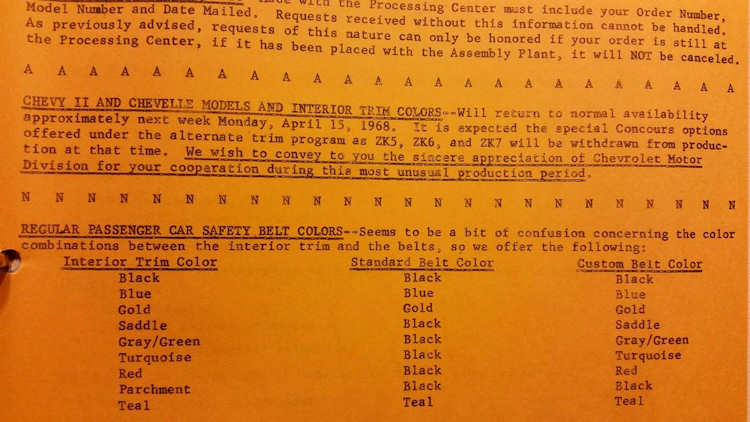 with the Processing Center must include your Order Number,
Model Number and Date Mailed. Requests received without this information cannot be handled.
As previously advised, requests of this nature can only be honored if your order is still at
the Processing Center, if it has been placed with the Assembly Plant, it will NOT be canceled.
A A A A A A A A A A A A A A A A A A A A A A A A
CHEVY II AND CHEVELLE MODELS AND INTERIOR TRIM COLORS--Will return to normal availability
approximately next week Monday, April 15, 1968. It is expected the special Concours options
offered under the alternate trim program as ZK5, ZK6, and ZK7 will be withdrawn from produc-
tion at that time. We wish to convey to you the sincere appreciation of Chevrolet Motor
Division for your cooperation during this most unusual production period.
N N N N N N N N N N N N N N N N N N N N N N N N N N
REGULAR PASSENGER CAR SAFETY BELT COLORS--Seems to be a bit of confusion concerning the color
combinations between the interior trim and the belts, so we offer the following:
Interior Trim Color Standard Belt Color Custom Belt Color
Black Black Black
Blue Blue Blue
Gold Gold Gold
Saddle Black Saddle
Gray/Green Black Gray/Green
Turquoise Black Turquoise
Red Black Red
Parchment Black Black
Teal Teal Teal